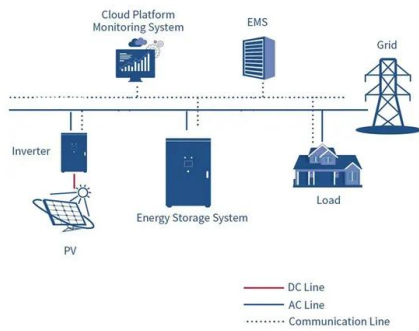 Cloud Platform
Monitoring System
EMS
Grid
Inverter
Energy Storage System
Load
PV
DC Line
AC Line
Communication Line